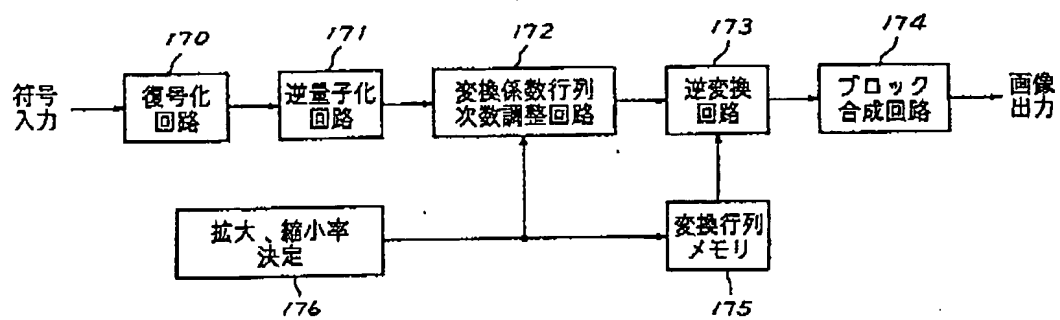 170
171
172
173
174
符号
入力
復号化
回路
逆量子化
回路
変換係数行列
次数調整回路
逆変換
回路
ブロック
合成回路
画像
出力
拡大、縮小率
決定
変換行列
メモリ
176
175